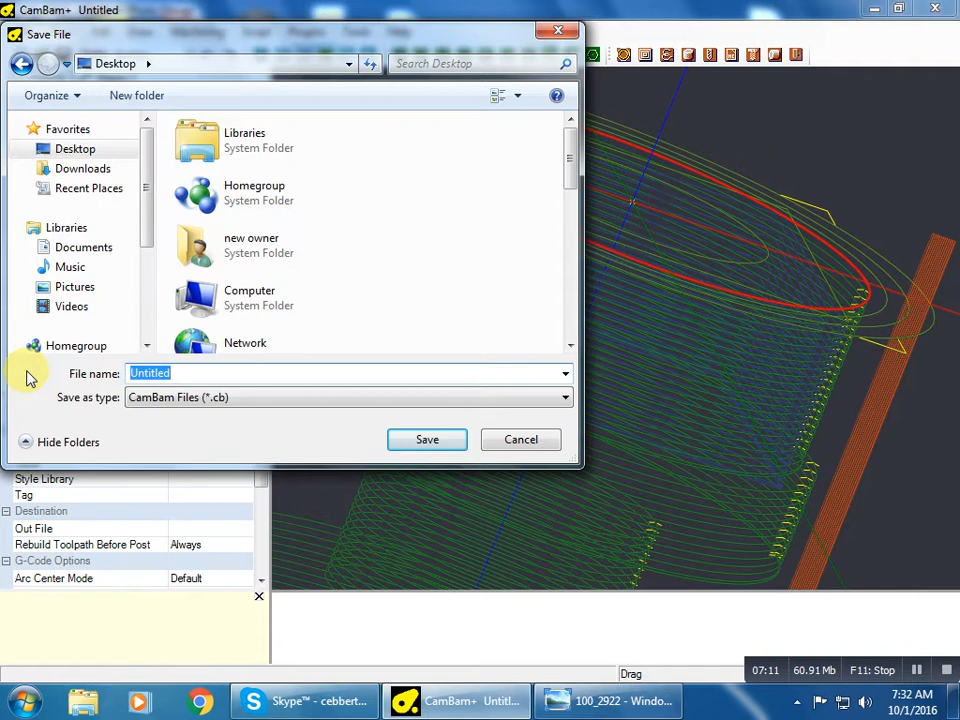 CamBam+ Untitled
Save File
Desktop
Search Desktop
Organize
New folder
Favorites
Desktop
Downloads
Recent Places
Libraries
Documents
Music
Pictures
Videos
Homegroup
Libraries
System Folder
Homegroup
System Folder
new owner
System Folder
Computer
System Folder
Network
File name:
Untitled
Save as type:
CamBam Files (*.cb)
Hide Folders
Save
Cancel
Style Library
Tag
Destination
Out File
Rebuild Toolpath Before Post
Always
G-Code Options
Arc Center Mode
Default
Drag
07:11
60.91 Mb
F11: Stop
Skype™ - cebbert...
CamBam+ Untitl...
100_2922 - Windo...
7:32 AM
10/1/2016